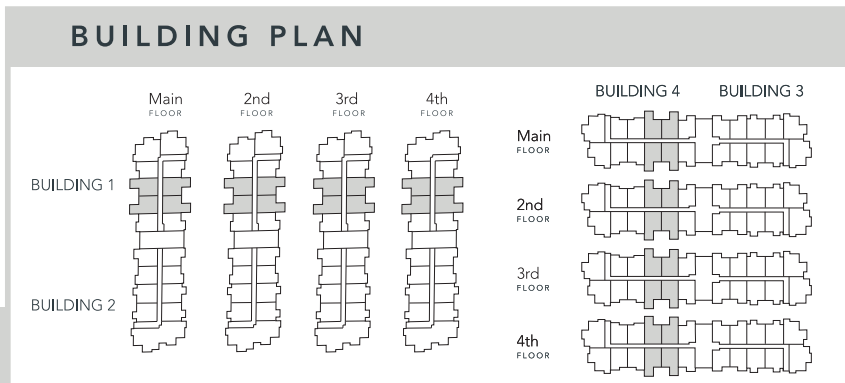 BUILDING PLAN
Main
FLOOR
2nd
FLOOR
3rd
FLOOR
4th
FLOOR
BUILDING 1
BUILDING 2
BUILDING 4
BUILDING 3
Main
FLOOR
2nd
FLOOR
3rd
FLOOR
4th
FLOOR